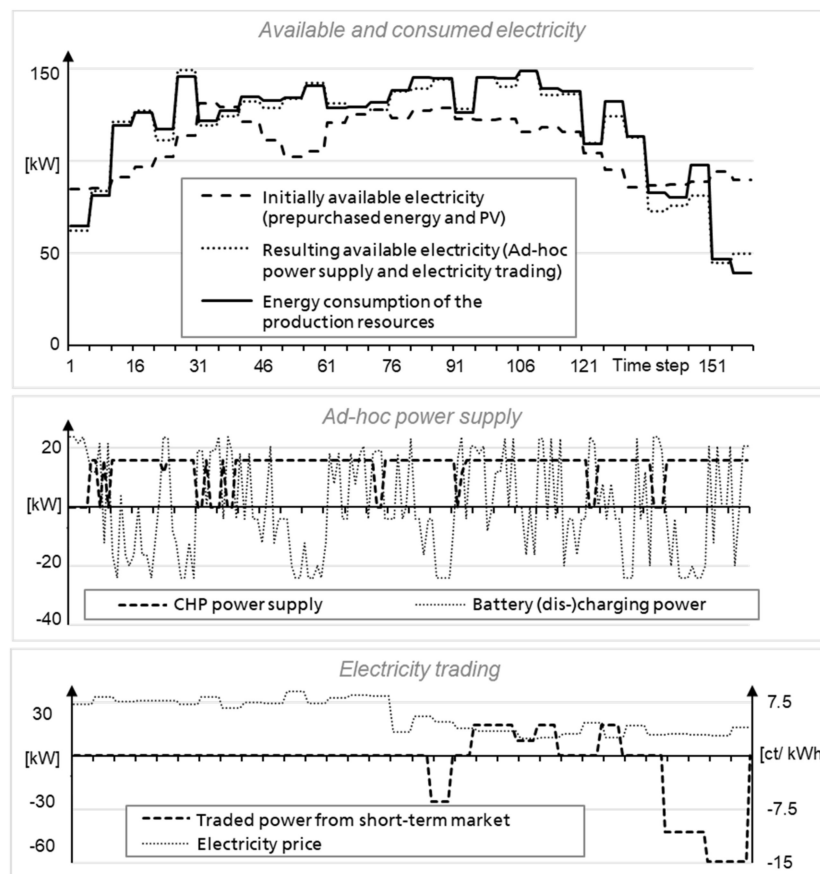 Available and consumed electricity
150
[kW]
Initially available electricity
(prepurchased energy and PV)
Resulting available electricity (Ad-hoc
power supply and electricity trading)
50
Energy consumption of the
production resources
0
1 16 31 46 61 76 91 106 121 Time step 151
Ad-hoc power supply
20
[kW]
-20
CHP power supply Battery (dis-)charging power
-40
Electricity trading
30 7.5
[kW] [ct/ kWh]
-30 -7.5
Traded power from short-term market
Electricity price
-60
-15